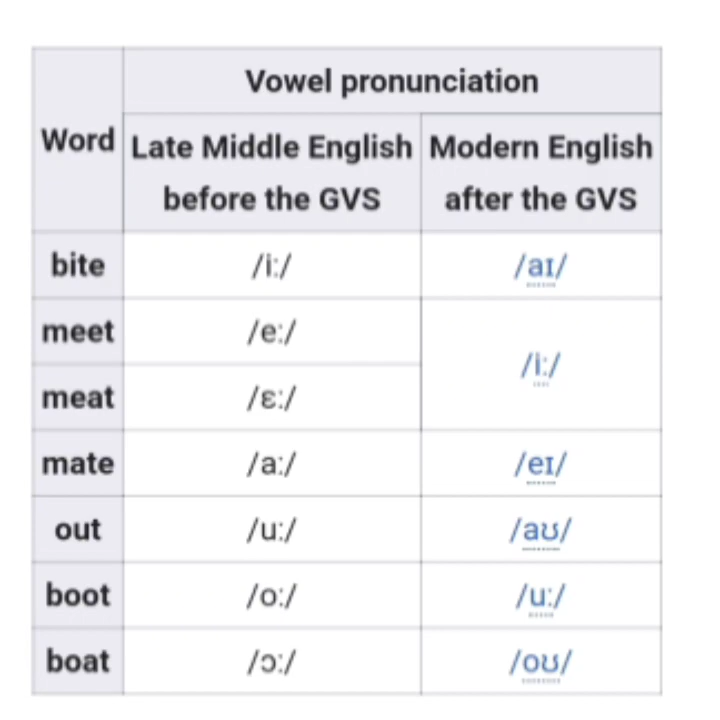 Vowel pronunciation
Word
Late Middle English
before the GVS
Modern English
after the GVS
bite /iː/ /aɪ/
meet /eː/ /iː/
meat /ɛː/
mate /aː/ /eɪ/
out /uː/ /aʊ/
boot /oː/ /uː/
boat /ɔː/ /oʊ/